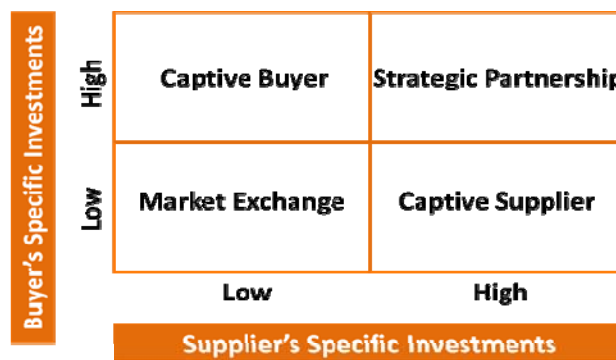 Buyer's Specific Investments
High
Captive Buyer
Strategic Partnership
Low
Market Exchange
Captive Supplier
Low
High
Supplier's Specific Investments